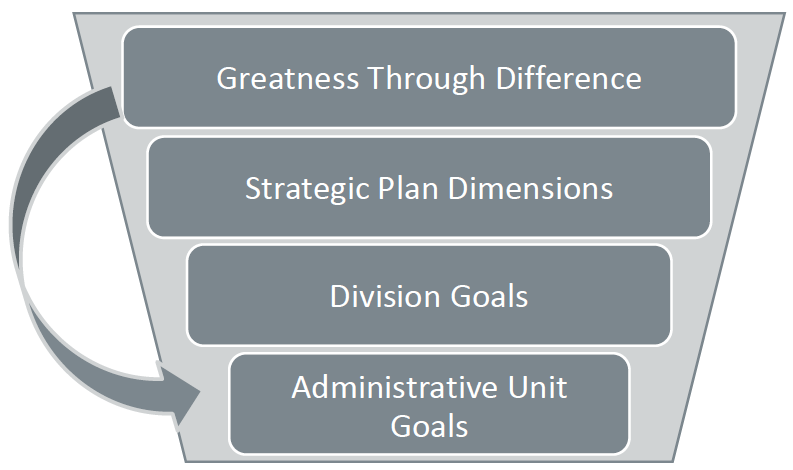 Greatness Through Difference
Strategic Plan Dimensions
Division Goals
Administrative Unit
Goals